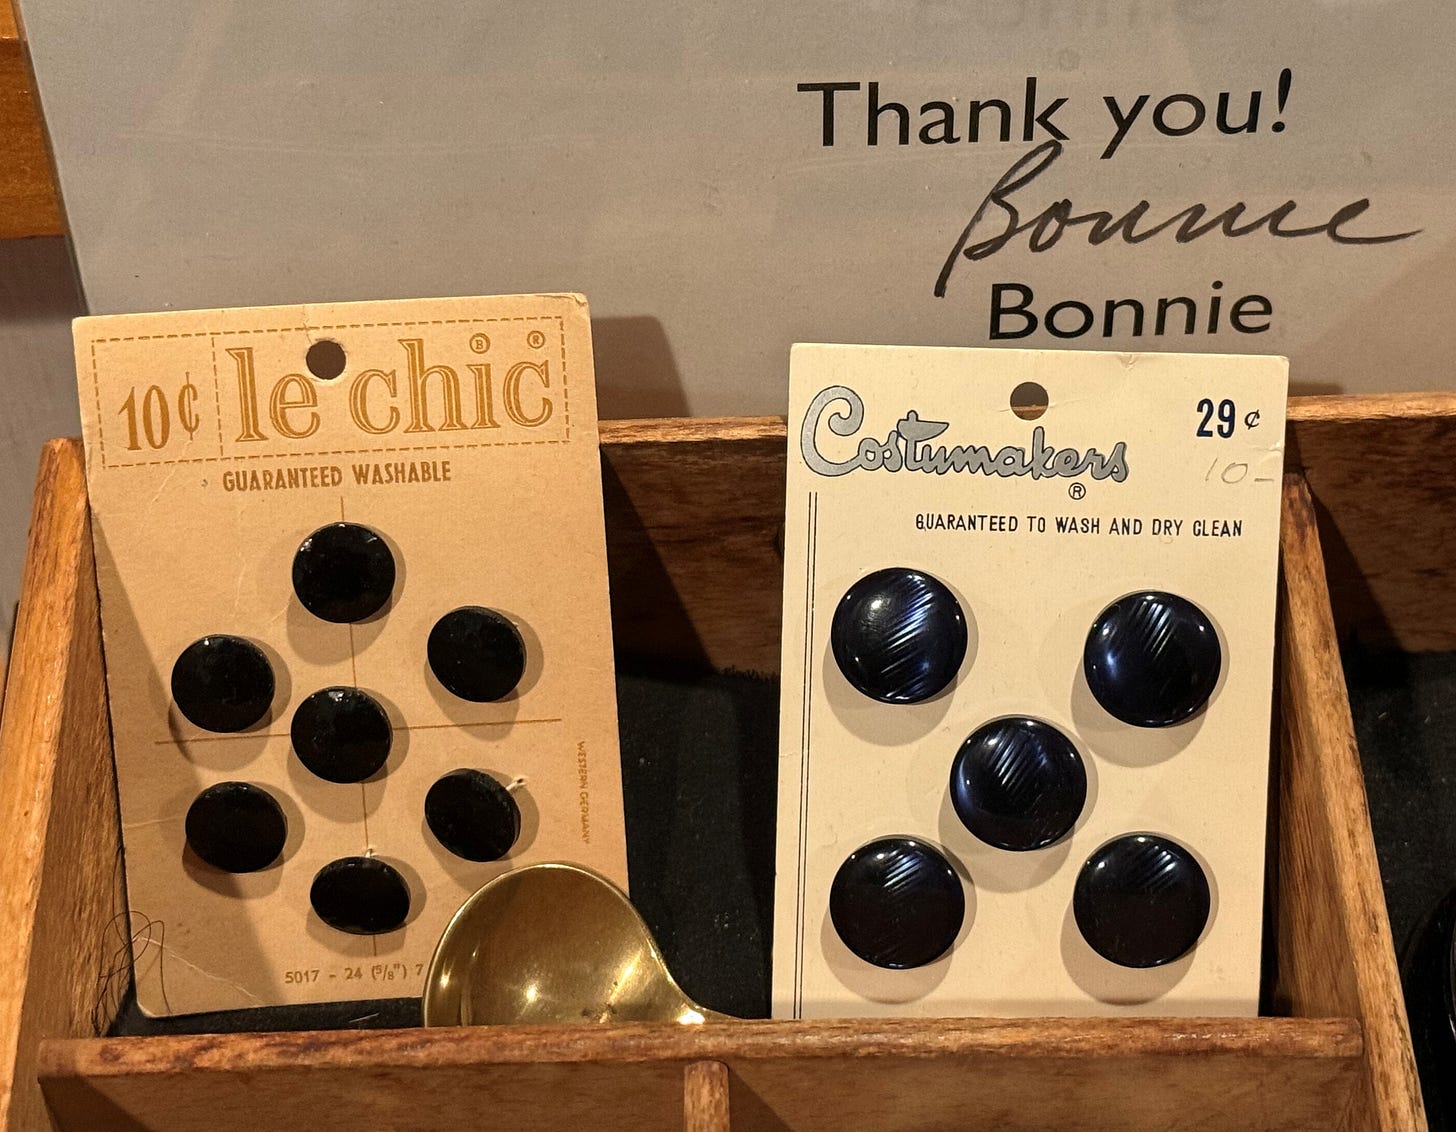 Thank you!
Bonnie
Bonnie
10¢ le chic ® ®
GUARANTEED WASHABLE
WESTERN GERMANY
5017 - 24 (5/8") 7
Costumakers ®
29¢
10-
GUARANTEED TO WASH AND DRY CLEAN